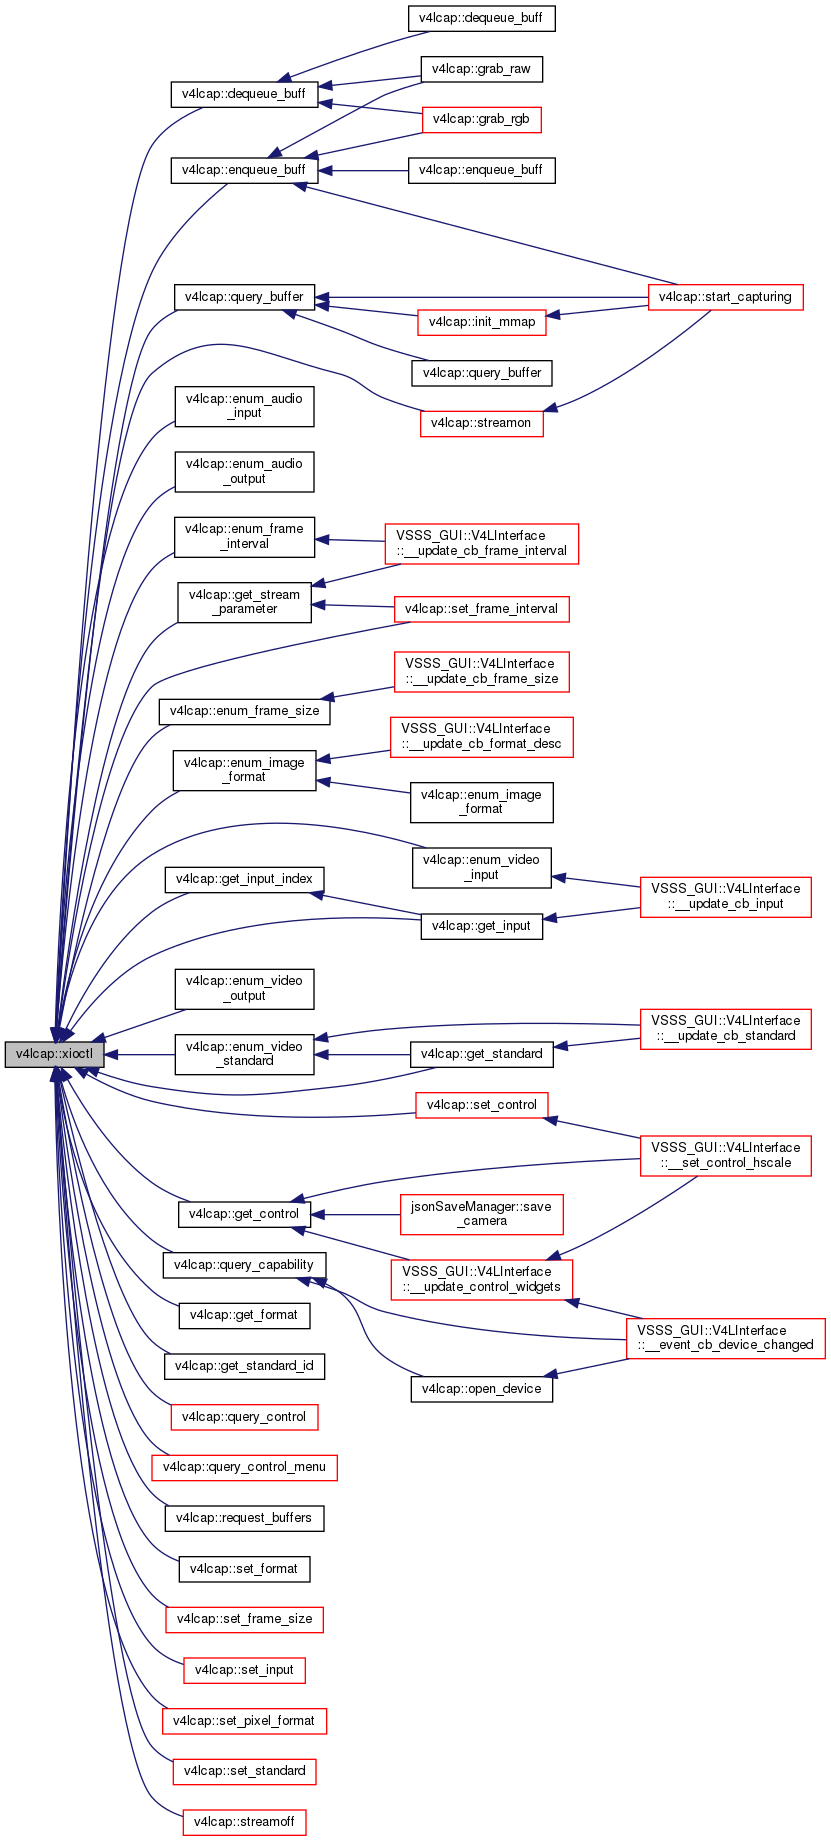 v4lcap::dequeue_buff
v4lcap::grab_raw
v4lcap::dequeue_buff
v4lcap::grab_rgb
v4lcap::enqueue_buff
v4lcap::enqueue_buff
v4lcap::query_buffer
v4lcap::start_capturing
v4lcap::init_mmap
v4lcap::query_buffer
v4lcap::enum_audio
_input
v4lcap::streamon
v4lcap::enum_audio
_output
v4lcap::enum_frame
_interval
VSSS_GUI::V4LInterface
::__update_cb_frame_interval
v4lcap::get_stream
_parameter
v4lcap::set_frame_interval
VSSS_GUI::V4LInterface
::__update_cb_frame_size
v4lcap::enum_frame_size
VSSS_GUI::V4LInterface
::__update_cb_format_desc
v4lcap::enum_image
_format
v4lcap::enum_image
_format
v4lcap::enum_video
_input
v4lcap::get_input_index
VSSS_GUI::V4LInterface
::__update_cb_input
v4lcap::get_input
v4lcap::enum_video
_output
VSSS_GUI::V4LInterface
::__update_cb_standard
v4lcap::xioctl
v4lcap::enum_video
_standard
v4lcap::get_standard
v4lcap::set_control
VSSS_GUI::V4LInterface
::__set_control_hscale
v4lcap::get_control
jsonSaveManager::save
_camera
v4lcap::query_capability
VSSS_GUI::V4LInterface
::__update_control_widgets
v4lcap::get_format
VSSS_GUI::V4LInterface
::__event_cb_device_changed
v4lcap::get_standard_id
v4lcap::open_device
v4lcap::query_control
v4lcap::query_control_menu
v4lcap::request_buffers
v4lcap::set_format
v4lcap::set_frame_size
v4lcap::set_input
v4lcap::set_pixel_format
v4lcap::set_standard
v4lcap::streamoff